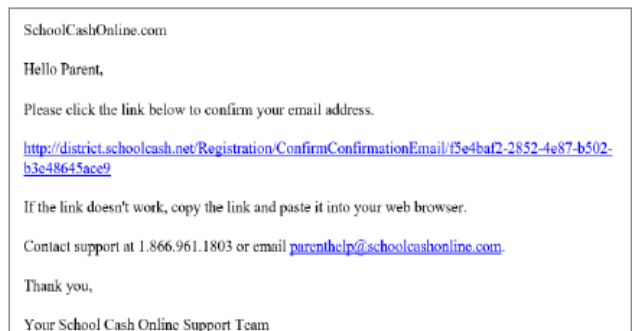 SchoolCashOnline.com
Hello Parent,
Please click the link below to confirm your email address.
http://district.schoolcash.net/Registration/ConfirmConfirmationEmail/f5e4baf2-2852-4e87-b502-
b3e48645ace9
If the link doesn't work, copy the link and paste it into your web browser.
Contact support at 1.866.961.1803 or email parenthelp@schoolcashonline.com.
Thank you,
Your School Cash Online Support Team